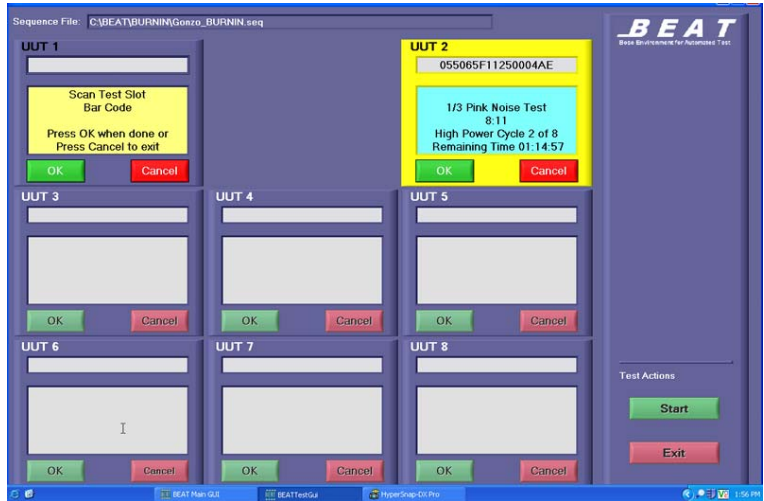 Sequence File: C:\BEAT\BURNIN\Gonzo_BURNIN.seq
BEAT
Bose Environment for Automated Test
UUT 1
Scan Test Slot
Bar Code
Press OK when done or
Press Cancel to exit
OK Cancel
UUT 2
055065F11250004AE
1/3 Pink Noise Test
8:11
High Power Cycle 2 of 8
Remaining Time 01:14:57
OK Cancel
UUT 3
OK Cancel
UUT 4
OK Cancel
UUT 5
OK Cancel
UUT 6
OK Cancel
UUT 7
OK Cancel
UUT 8
OK Cancel
Test Actions
Start
Exit
BEAT Main GUI BEATTestGui HyperSnap-DX Pro 1:56 PM